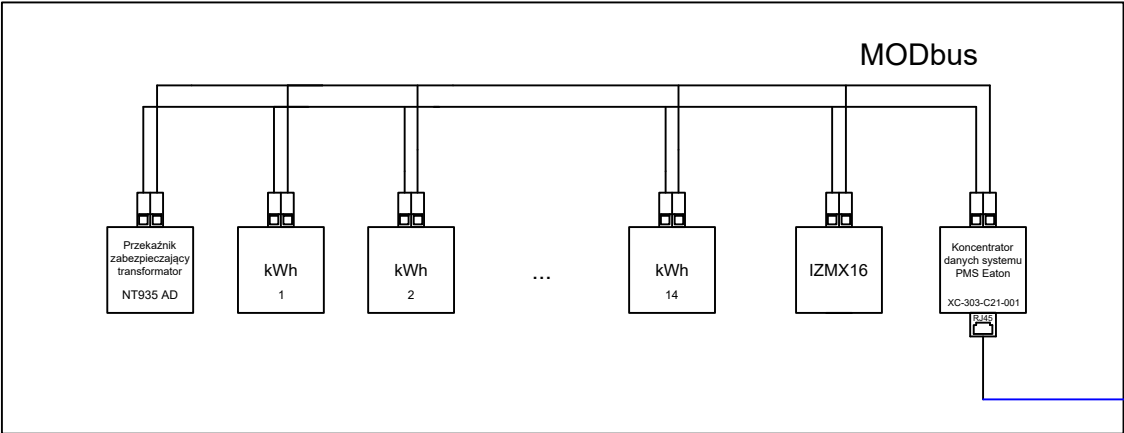 MODbus
Przekaźnik
zabezpieczający
transformator
NT935 AD
kWh
1
kWh
2
...
kWh
14
IZMX16
Koncentrator
danych systemu
PMS Eaton
XC-303-C21-001
RJ45